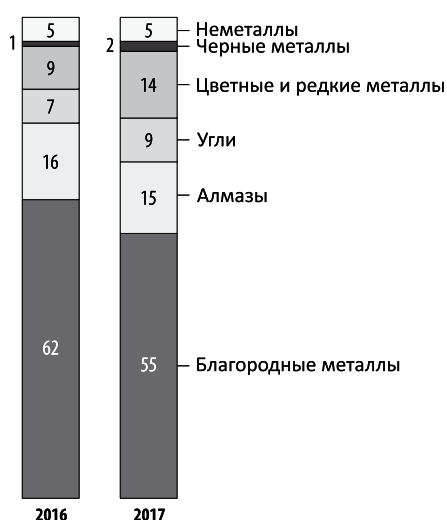 5 5 Неметаллы
1 2 Черные металлы
9 14 Цветные и редкие металлы
7 9 Угли
16 15 Алмазы
62 55 Благородные металлы
2016 2017